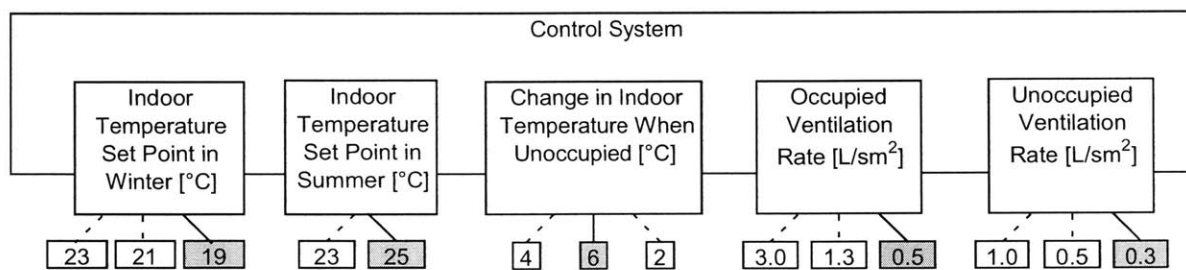 Control System
Indoor
Temperature
Set Point in
Winter [°C]
Indoor
Temperature
Set Point in
Summer [°C]
Change in Indoor
Temperature When
Unoccupied [°C]
Occupied
Ventilation
Rate [L/sm²]
Unoccupied
Ventilation
Rate [L/sm²]
23 21 19
23 25
4 6 2
3.0 1.3 0.5
1.0 0.5 0.3